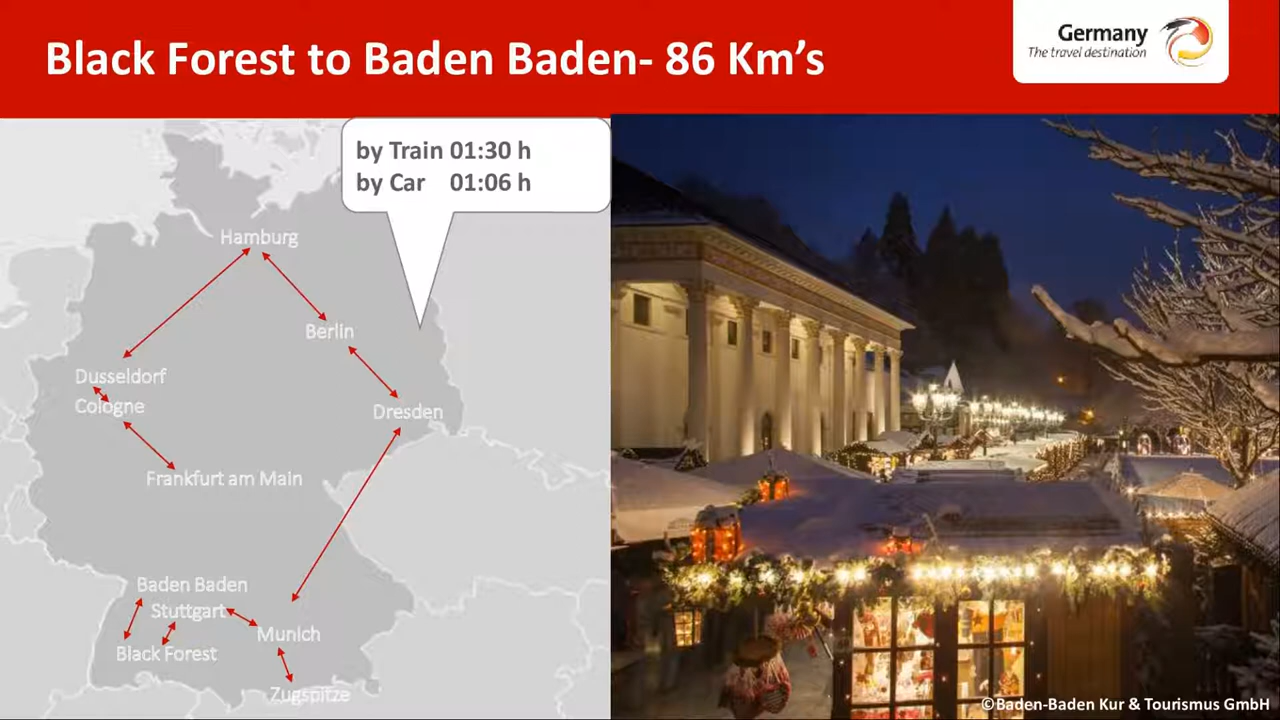 Black Forest to Baden Baden- 86 Km’s
Germany
The travel destination
by Train 01:30 h
by Car 01:06 h
Hamburg
Berlin
Dusseldorf
Cologne
Dresden
Frankfurt am Main
Baden Baden
Stuttgart
Munich
Black Forest
Zugspitze
©Baden-Baden Kur & Tourismus GmbH